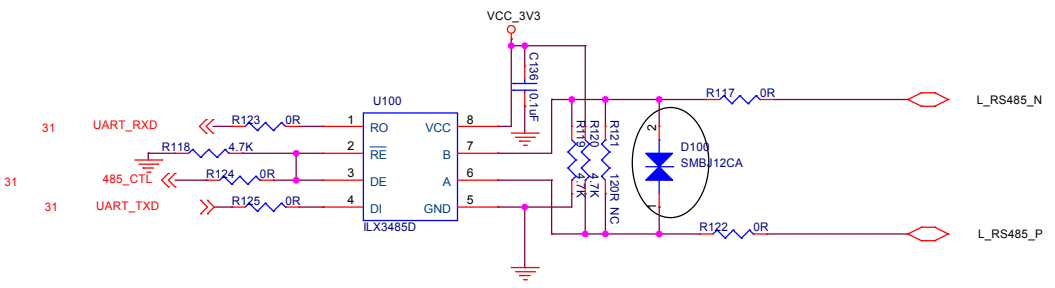 VCC_3V3
C136
0.1uF
U100
R117 0R
L_RS485_N
31 UART_RXD R123 0R 1 RO VCC 8
R118 4.7K 2 RE B 7
31 485_CTL R124 0R 3 DE A 6
31 UART_TXD R125 0R 4 DI GND 5
ILX3485D
R119 4.7K
R120 4.7K
R121 120R_NC
2
D100
SMBJ12CA
1
R122 0R
L_RS485_P